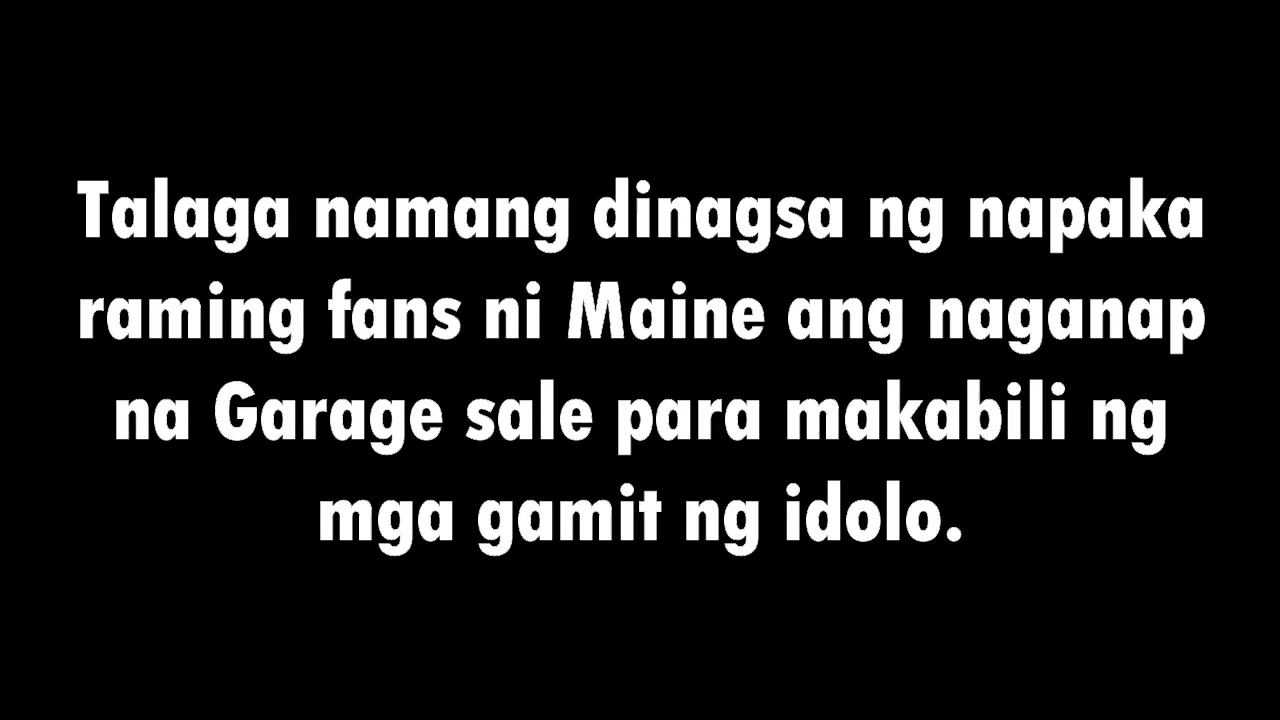 Talaga namang dinagsa ng napaka
raming fans ni Maine ang naganap
na Garage sale para makabili ng
mga gamit ng idolo.